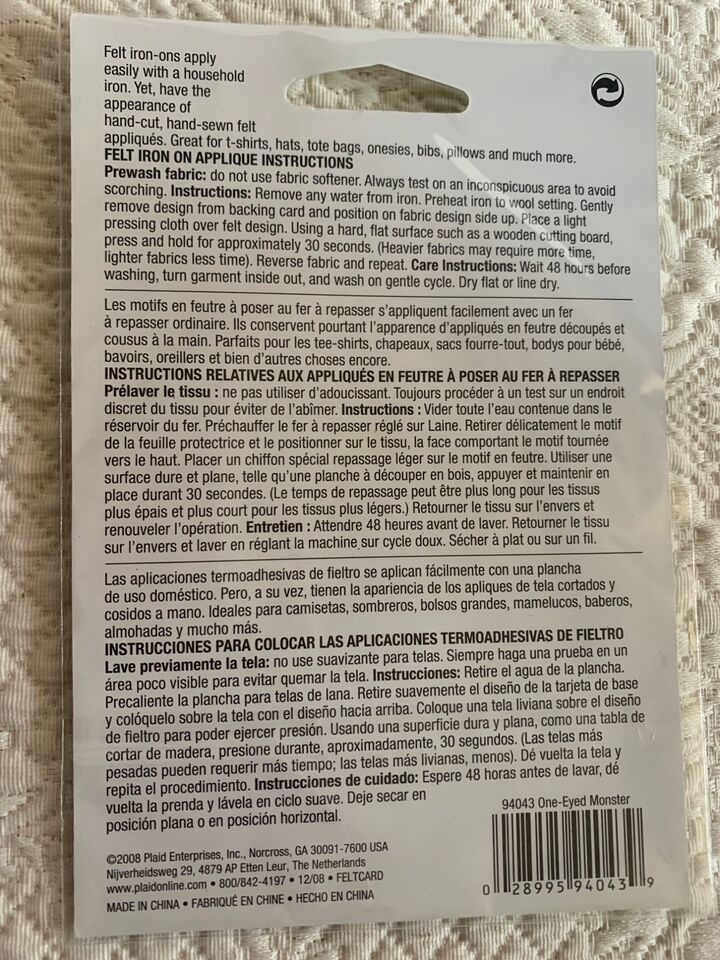 Felt iron-ons apply
easily with a household
iron. Yet, have the
appearance of
hand-cut, hand-sewn felt
appliqués. Great for t-shirts, hats, tote bags, onesies, bibs, pillows and much more.
FELT IRON ON APPLIQUE INSTRUCTIONS
Prewash fabric: do not use fabric softener. Always test on an inconspicuous area to avoid
scorching. Instructions: Remove any water from iron. Preheat iron to wool setting. Gently
remove design from backing card and position on fabric design side up. Place a light
pressing cloth over felt design. Using a hard, flat surface such as a wooden cutting board,
press and hold for approximately 30 seconds. (Heavier fabrics may require more time,
lighter fabrics less time). Reverse fabric and repeat. Care Instructions: Wait 48 hours before
washing, turn garment inside out, and wash on gentle cycle. Dry flat or line dry.
Les motifs en feutre à poser au fer à repasser s'appliquent facilement avec un fer
à repasser ordinaire. Ils conservent pourtant l'apparence d'appliqués en feutre découpés et
cousus à la main. Parfaits pour les tee-shirts, chapeaux, sacs fourre-tout, bodys pour bébé,
bavoirs, oreillers et bien d'autres choses encore.
INSTRUCTIONS RELATIVES AUX APPLIQUÉS EN FEUTRE À POSER AU FER À REPASSER
Prélaver le tissu : ne pas utiliser d'adoucissant. Toujours procéder à un test sur un endroit
discret du tissu pour éviter de l'abîmer. Instructions : Vider toute l'eau contenue dans le
réservoir du fer. Préchauffer le fer à repasser réglé sur Laine. Retirer délicatement le motif
de la feuille protectrice et le positionner sur le tissu, la face comportant le motif tournée
vers le haut. Placer un chiffon spécial repassage léger sur le motif en feutre. Utiliser une
surface dure et plane, telle qu'une planche à découper en bois, appuyer et maintenir en
place durant 30 secondes. (Le temps de repassage peut être plus long pour les tissus
plus épais et plus court pour les tissus plus légers.) Retourner le tissu sur l'envers et
renouveler l'opération. Entretien : Attendre 48 heures avant de laver. Retourner le tissu
sur l'envers et laver en réglant la machine sur cycle doux. Sécher à plat ou sur un fil.
Las aplicaciones termoadhesivas de fieltro se aplican fácilmente con una plancha
de uso doméstico. Pero, a su vez, tienen la apariencia de los apliques de tela cortados y
cosidos a mano. Ideales para camisetas, sombreros, bolsos grandes, mamelucos, baberos,
almohadas y mucho más.
INSTRUCCIONES PARA COLOCAR LAS APLICACIONES TERMOADHESIVAS DE FIELTRO
Lave previamente la tela: no use suavizante para telas. Siempre haga una prueba en un
área poco visible para evitar quemar la tela. Instrucciones: Retire el agua de la plancha.
Precaliente la plancha para telas de lana. Retire suavemente el diseño de la tarjeta de base
y colóquelo sobre la tela con el diseño hacia arriba. Coloque una tela liviana sobre el diseño
de fieltro para poder ejercer presión. Usando una superficie dura y plana, como una tabla de
cortar de madera, presione durante, aproximadamente, 30 segundos. (Las telas más
pesadas pueden requerir más tiempo; las telas más livianas, menos). Dé vuelta la tela y
repita el procedimiento. Instrucciones de cuidado: Espere 48 horas antes de lavar, dé
vuelta la prenda y lávela en ciclo suave. Deje secar en
posición plana o en posición horizontal.
94043 One-Eyed Monster
0 28995 94043 9
©2008 Plaid Enterprises, Inc., Norcross, GA 30091-7600 USA
Nijverheidsweg 29, 4879 AP Etten Leur, The Netherlands
www.plaidonline.com • 800/842-4197 • 12/08 • FELTCARD
MADE IN CHINA • FABRIQUÉ EN CHINE • HECHO EN CHINA